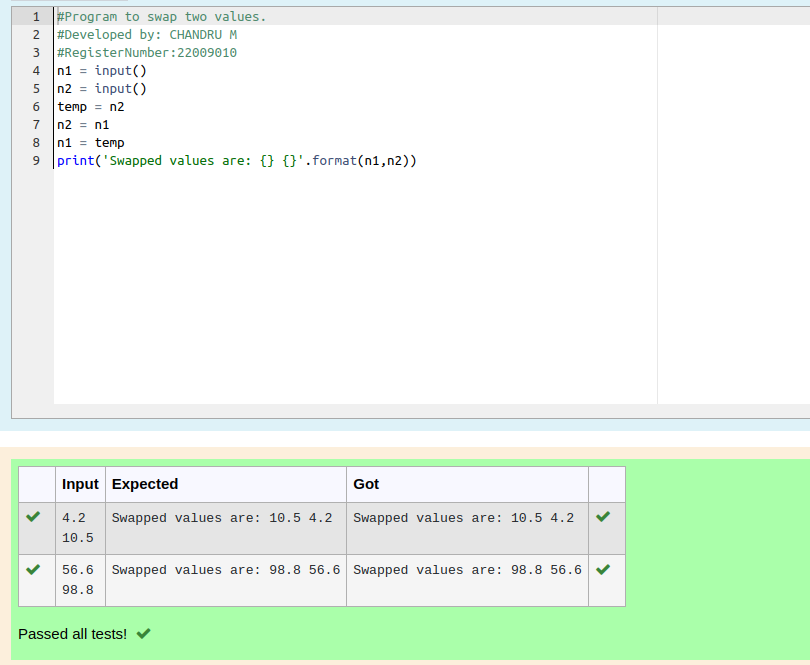 1 #Program to swap two values.
2 #Developed by: CHANDRU M
3 #RegisterNumber:22009010
4 n1 = input()
5 n2 = input()
6 temp = n2
7 n2 = n1
8 n1 = temp
9 print('Swapped values are: {} {}'.format(n1,n2))
Input Expected Got
4.2 Swapped values are: 10.5 4.2 Swapped values are: 10.5 4.2
10.5
56.6 Swapped values are: 98.8 56.6 Swapped values are: 98.8 56.6
98.8
Passed all tests!